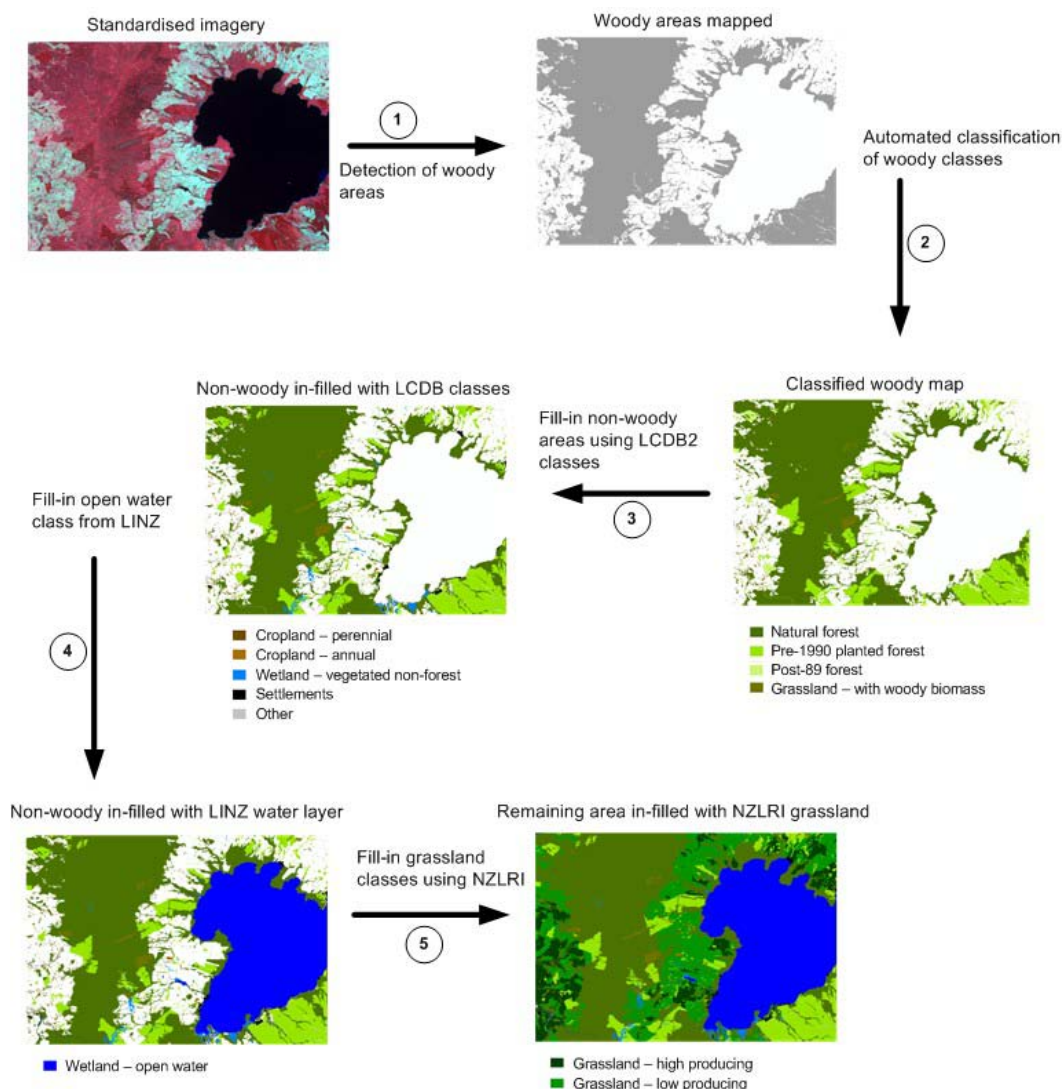 Standardised imagery
Woody areas mapped
1
Detection of woody
areas
Automated classification
of woody classes
2
Classified woody map
Natural forest
Pre-1990 planted forest
Post-89 forest
Grassland – with woody biomass
Fill-in non-woody
areas using LCDB2
classes
3
Non-woody in-filled with LCDB classes
Cropland – perennial
Cropland – annual
Wetland – vegetated non-forest
Settlements
Other
Fill-in open water
class from LINZ
4
Non-woody in-filled with LINZ water layer
Wetland – open water
Fill-in grassland
classes using NZLRI
5
Remaining area in-filled with NZLRI grassland
Grassland – high producing
Grassland – low producing